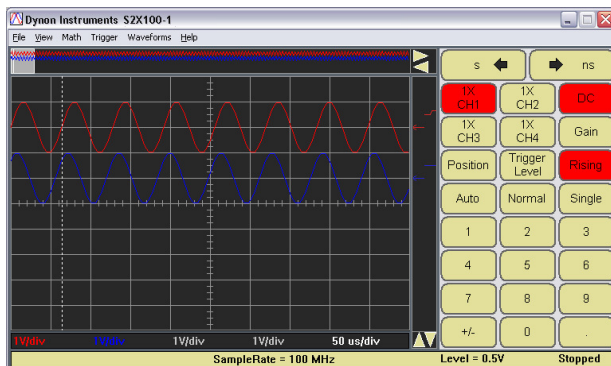 Dynon Instruments S2X100-1
File View Math Trigger Waveforms Help
s ns
1X CH1 1X CH2 DC
1X CH3 1X CH4 Gain
Position Trigger Level Rising
Auto Normal Single
1 2 3
4 5 6
7 8 9
+/- 0 .
1V/div 1V/div 1V/div 1V/div 50 us/div
SampleRate = 100 MHz Level = 0.5V Stopped